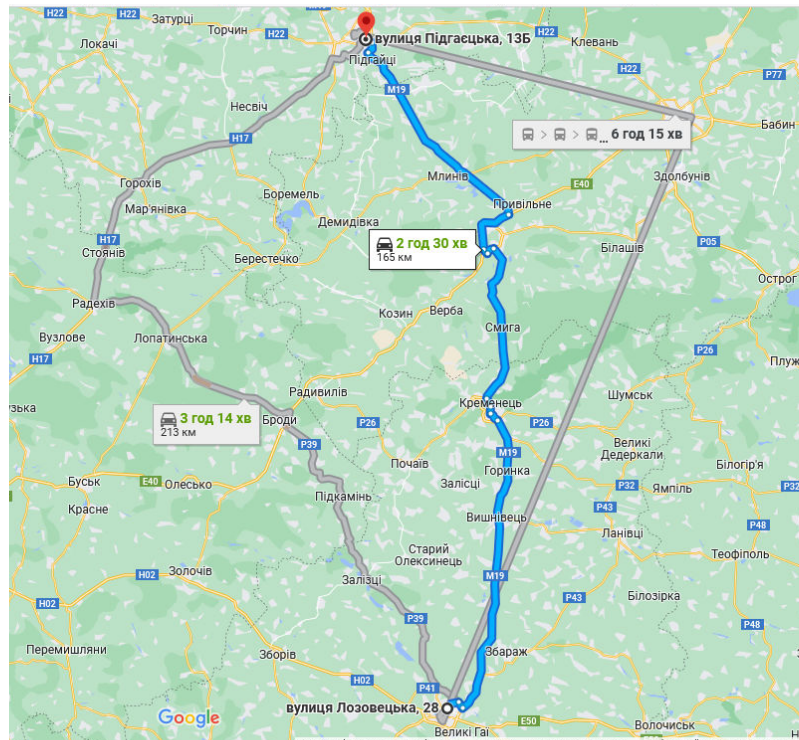 H22
Затурці
Торчин
H22
вулиця Підгаєцька, 13Б
Локачі
Підгайці
Клевань
H22
P77
M19
Несвіч
H17
6 год 15 хв
Бабин
Горохів
Млинів
Здолбунів
E40
Мар'янівка
Боремель
Привільне
Демидівка
H17
2 год 30 хв
165 км
Білашів
P05
Стоянів
Берестечко
Острог
Радехів
Козин
Верба
Смига
Вузлове
Лопатинська
H17
P26
Плуж
Радивилів
Шумськ
3 год 14 хв
213 км
Кременець
Броди
P26
P26
P39
M19
Великі
Дедеркали
Почаїв
Горинка
Білогір'я
Буськ
E40
Олесько
Залісці
P32
Ямпіль
P32
Підкамінь
Красне
P43
Вишнівець
P48
Ланівці
Старий
Олексинець
Теофіполь
H02
Золочів
Залізці
M19
H02
P43
Білозірка
P39
P48
Перемишляни
Зборів
Збараж
H02
P41
вулиця Лозовецька, 28
Google
E50
Великі Гаї
Волочиськ